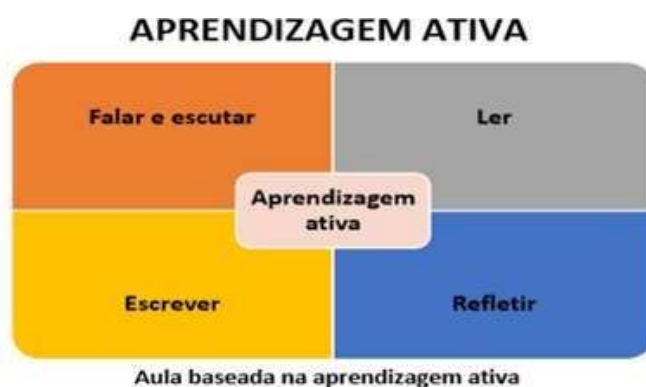 APRENDIZAGEM ATIVA
Falar e escutar
Ler
Aprendizagem
ativa
Escrever
Refletir
Aula baseada na aprendizagem ativa